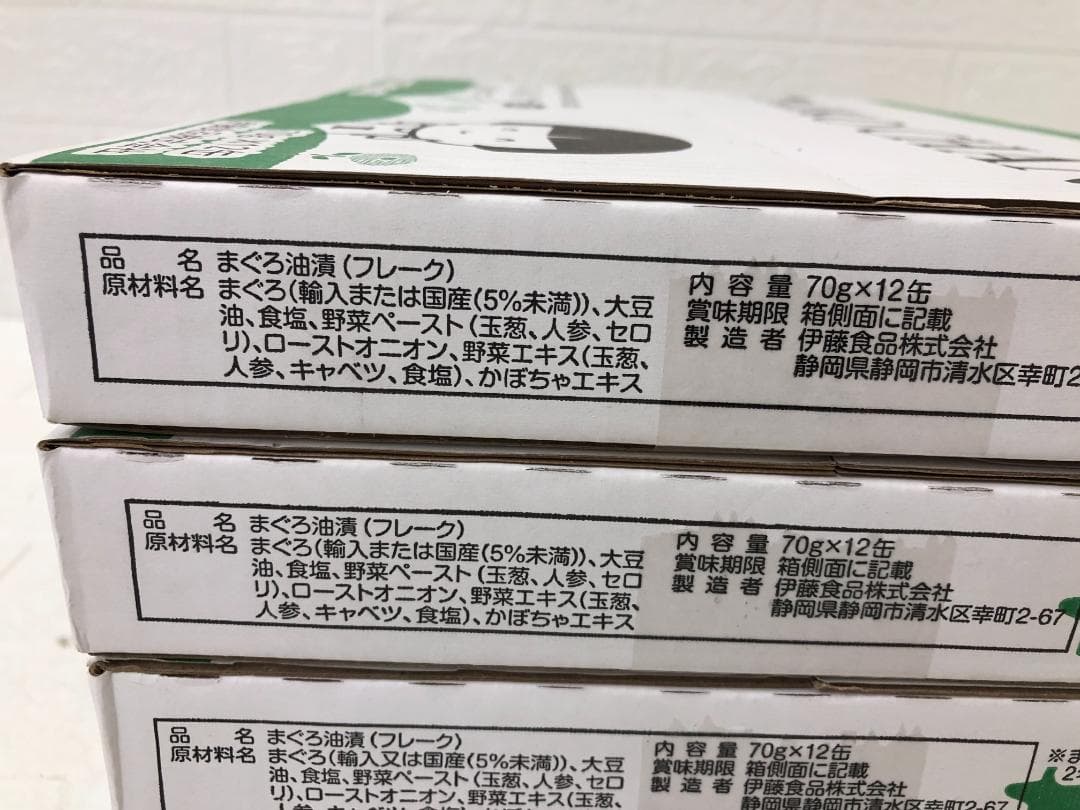 品名 まぐろ油漬(フレーク)
原材料名 まぐろ(輸入または国産(5%未満))、大豆
油、食塩、野菜ペースト(玉葱、人参、セロ
リ)、ローストオニオン、野菜エキス(玉葱、
人参、キャベツ、食塩)、かぼちゃエキス
内容量 70g×12缶
賞味期限 箱側面に記載
製造者 伊藤食品株式会社
静岡県静岡市清水区幸町2
品名 まぐろ油漬(フレーク)
原材料名 まぐろ(輸入または国産(5%未満))、大豆
油、食塩、野菜ペースト(玉葱、人参、セロ
リ)、ローストオニオン、野菜エキス(玉葱、
人参、キャベツ、食塩)、かぼちゃエキス
内容量 70g×12缶
賞味期限 箱側面に記載
製造者 伊藤食品株式会社
静岡県静岡市清水区幸町2-67
品名 まぐろ油漬(フレーク)
原材料名 まぐろ(輸入又は国産(5%未満))、大豆
油、食塩、野菜ペースト(玉葱、人参、セロ
リ)、ローストオニオン、野菜エキス(玉葱、
内容量 70g×12缶
賞味期限 箱側面に記載
製造者 伊藤食品株式会社
静岡県静岡市清水区幸町2-67
※ま
2